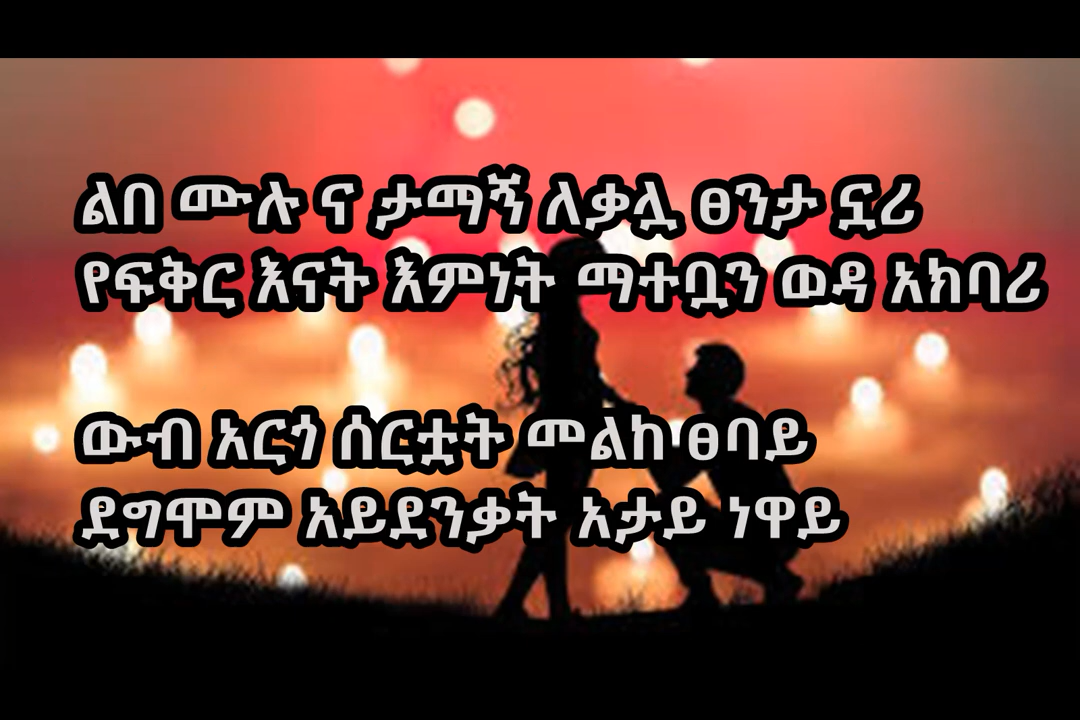 ልበ ሙሉ ና ታማኝ ለቃሏ ፀንታ ኗሪ
የፍቅር እናት እምነት ማተቧን ወዳ አክባሪ
ውብ አርጎ ሰርቷት መልከ ፀባይ
ደግሞም አይደንቃት አታይ ነዋይ